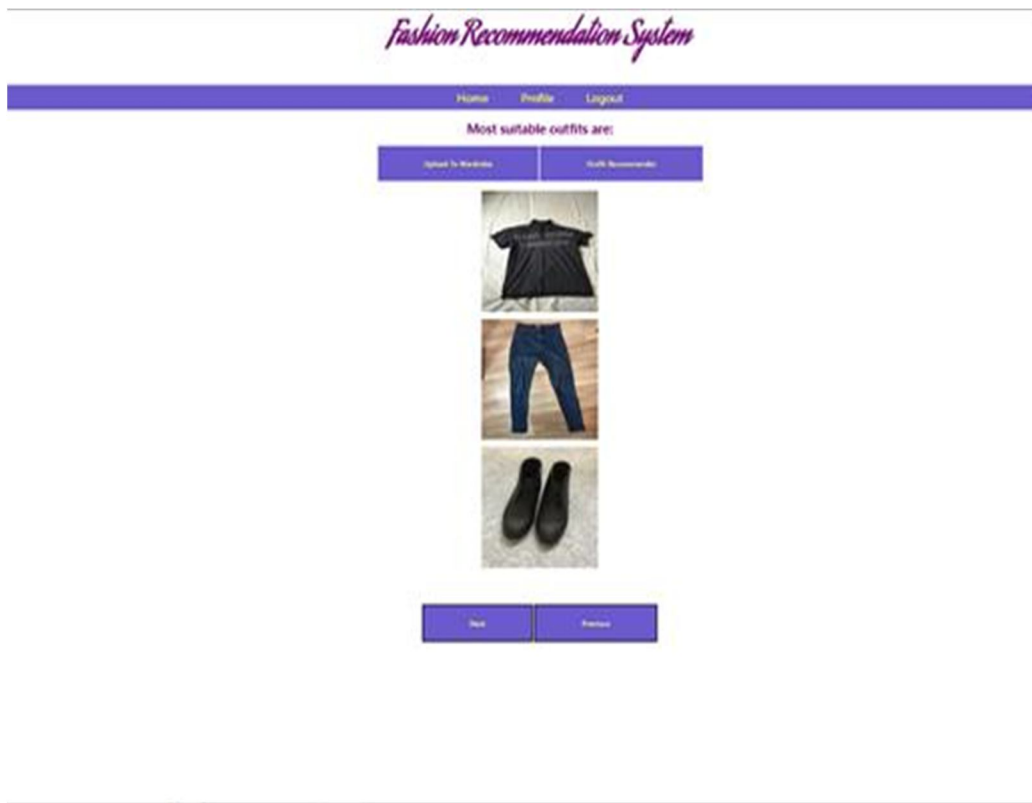 Fashion Recommendation System
Home Profile Logout
Most suitable outfits are:
Upload To Wardrobe Outfit Recommender
Next Previous